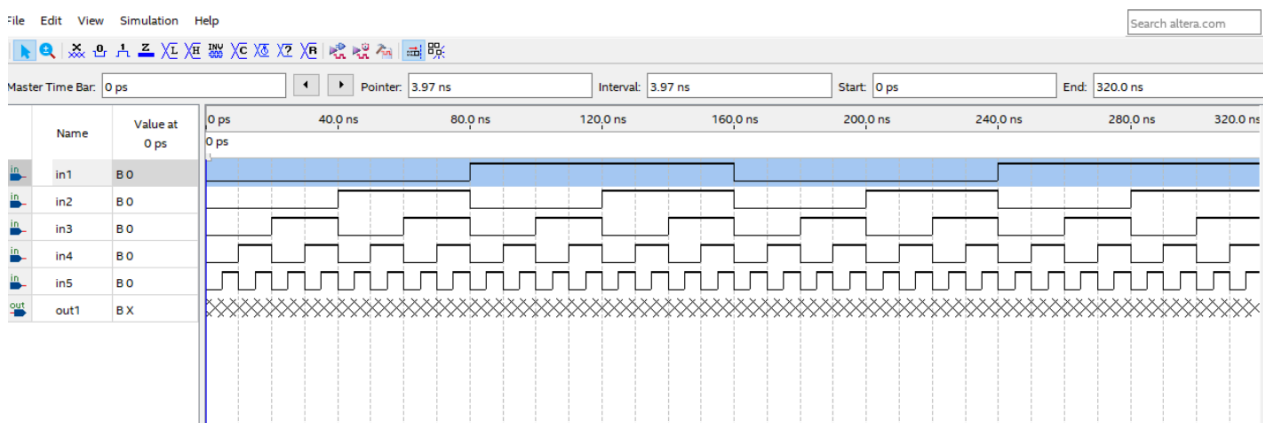 File Edit View Simulation Help
Search altera.com
X 0 1 Z L H INV C ? R
Master Time Bar: 0 ps Pointer: 3.97 ns Interval: 3.97 ns Start: 0 ps End: 320.0 ns
Name Value at 0 ps
0 ps 40.0 ns 80.0 ns 120.0 ns 160.0 ns 200.0 ns 240.0 ns 280.0 ns 320.0 ns
0 ps
in in1 B 0
in in2 B 0
in in3 B 0
in in4 B 0
in in5 B 0
out out1 B X